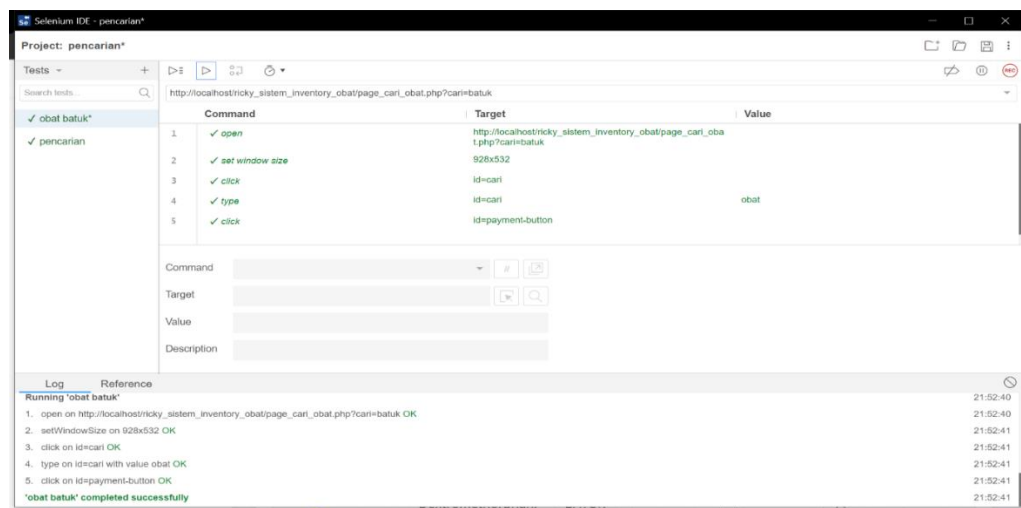 Selenium IDE - pencarian*
Project: pencarian*
Tests
Search tests...
http://localhost/ricky_sistem_inventory_obat/page_cari_obat.php?cari=batuk
REC
✓ obat batuk*
✓ pencarian
Command Target Value
1 ✓ open http://localhost/ricky_sistem_inventory_obat/page_cari_oba
t.php?cari=batuk
2 ✓ set window size 928x532
3 ✓ click id=cari
4 ✓ type id=cari obat
5 ✓ click id=payment-button
Command
//
Target
Value
Description
Log Reference
Running 'obat batuk' 21:52:40
1. open on http://localhost/ricky_sistem_inventory_obat/page_cari_obat.php?cari=batuk OK 21:52:40
2. setWindowSize on 928x532 OK 21:52:41
3. click on id=cari OK 21:52:41
4. type on id=cari with value obat OK 21:52:41
5. click on id=payment-button OK 21:52:41
'obat batuk' completed successfully 21:52:41